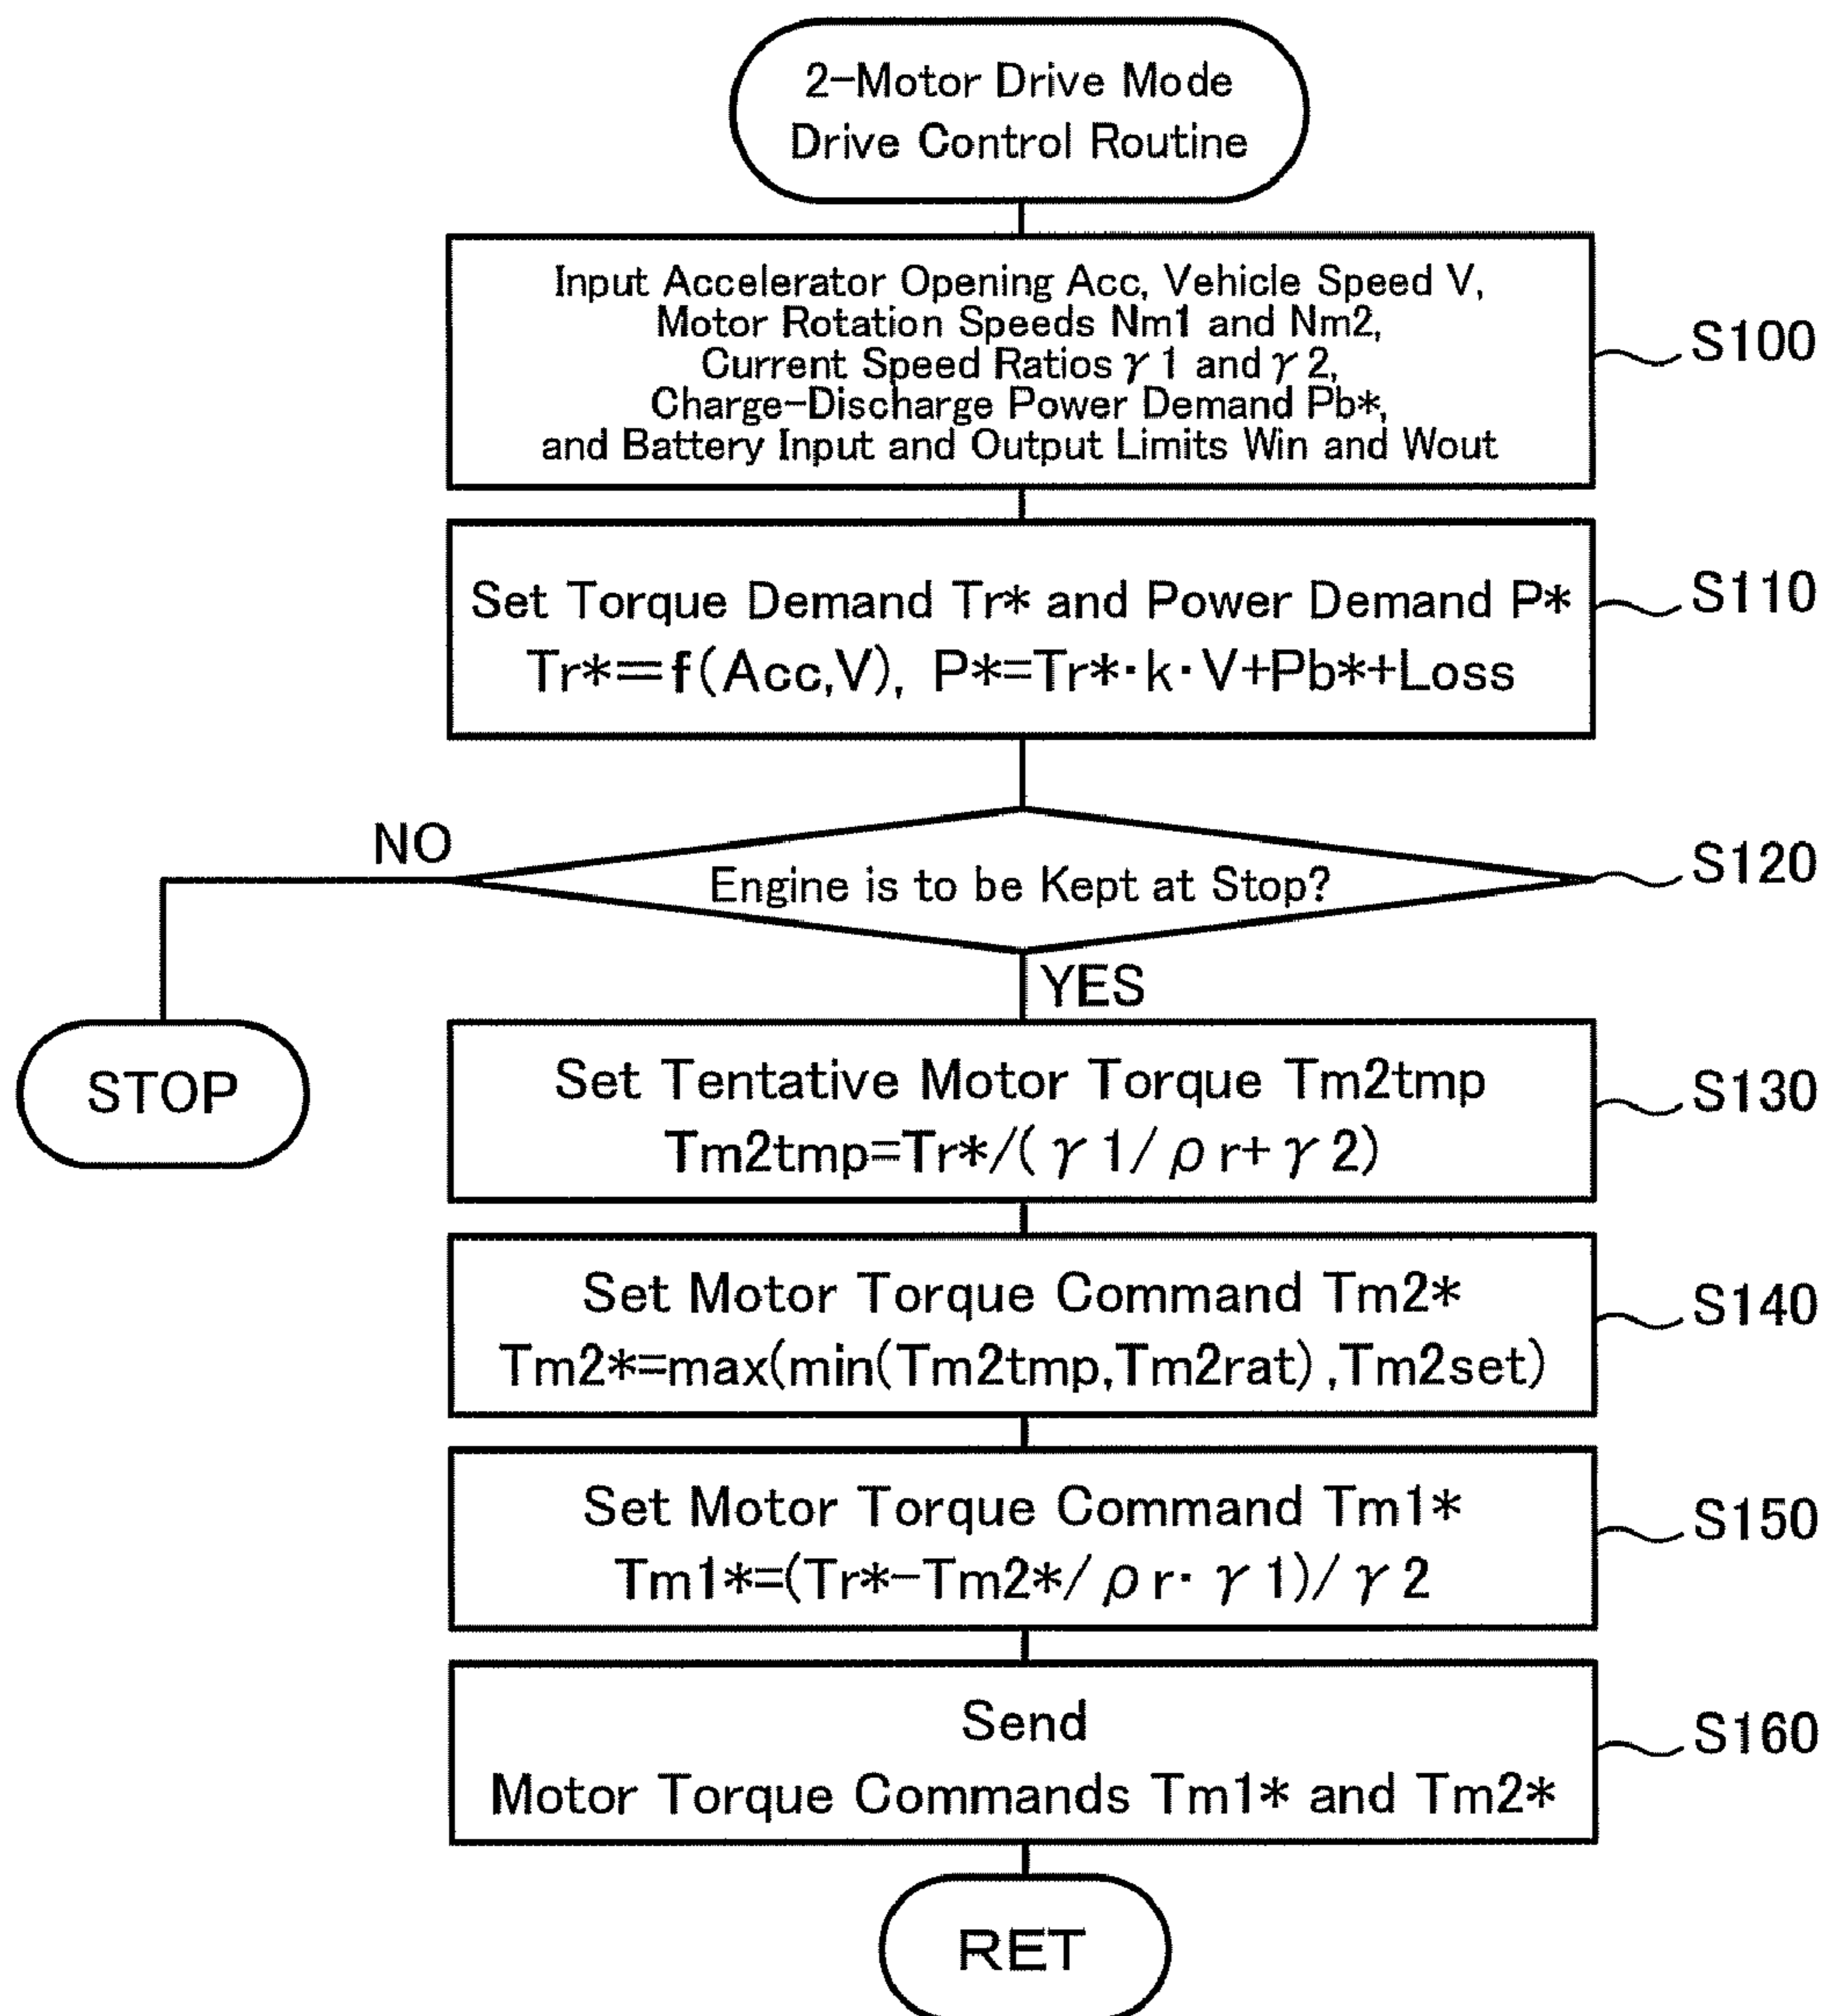 2-Motor Drive Mode
Drive Control Routine
Input Accelerator Opening Acc, Vehicle Speed V,
Motor Rotation Speeds Nm1 and Nm2,
Current Speed Ratios γ1 and γ2,
Charge-Discharge Power Demand Pb*,
and Battery Input and Output Limits Win and Wout
S100
Set Torque Demand Tr* and Power Demand P*
Tr*=f(Acc,V), P*=Tr*·k·V+Pb*+Loss
S110
NO
Engine is to be Kept at Stop?
S120
YES
STOP
Set Tentative Motor Torque Tm2tmp
Tm2tmp=Tr*/(γ1/ρr+γ2)
S130
Set Motor Torque Command Tm2*
Tm2*=max(min(Tm2tmp,Tm2rat),Tm2set)
S140
Set Motor Torque Command Tm1*
Tm1*=(Tr*-Tm2*/ρr·γ1)/γ2
S150
Send
Motor Torque Commands Tm1* and Tm2*
S160
RET